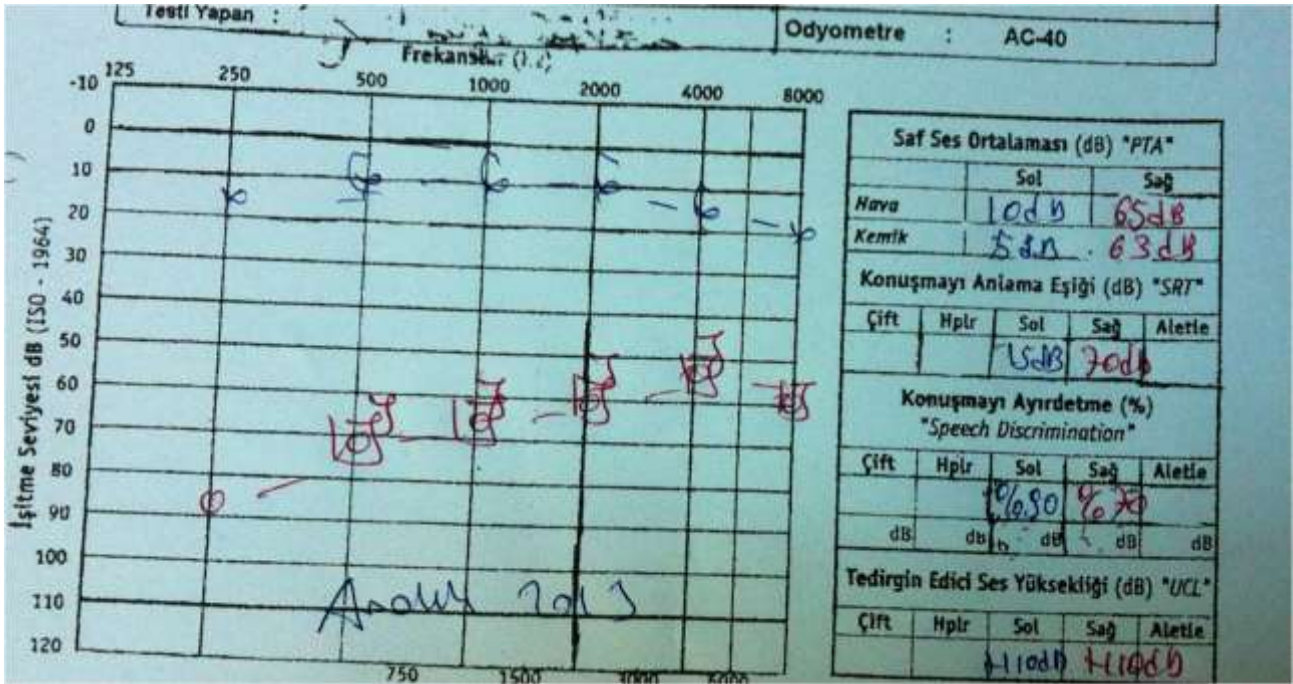 Testi Yapan :
Odyometre : AC-40
125 250 500 1000 2000 4000 8000
-10
0
10
20
30
40
50
60
70
80
90
100
110
120
İşitme Seviyesi dB (ISO - 1964)
750 1500 3000 6000
Aralık 2013
Saf Ses Ortalaması (dB) "PTA"
Sol Sağ
Hava 10dB 65dB
Kemik 5dB 63dB
Konuşmayı Anlama Eşiği (dB) "SRT"
Çift Hplr Sol Sağ Aletle
15dB 70db
Konuşmayı Ayırdetme (%)
"Speech Discrimination"
Çift Hplr Sol Sağ Aletle
%90 %70
dB dB dB dB dB
Tedirgin Edici Ses Yüksekliği (dB) "UCL"
Çift Hplr Sol Sağ Aletle
+110db +110db